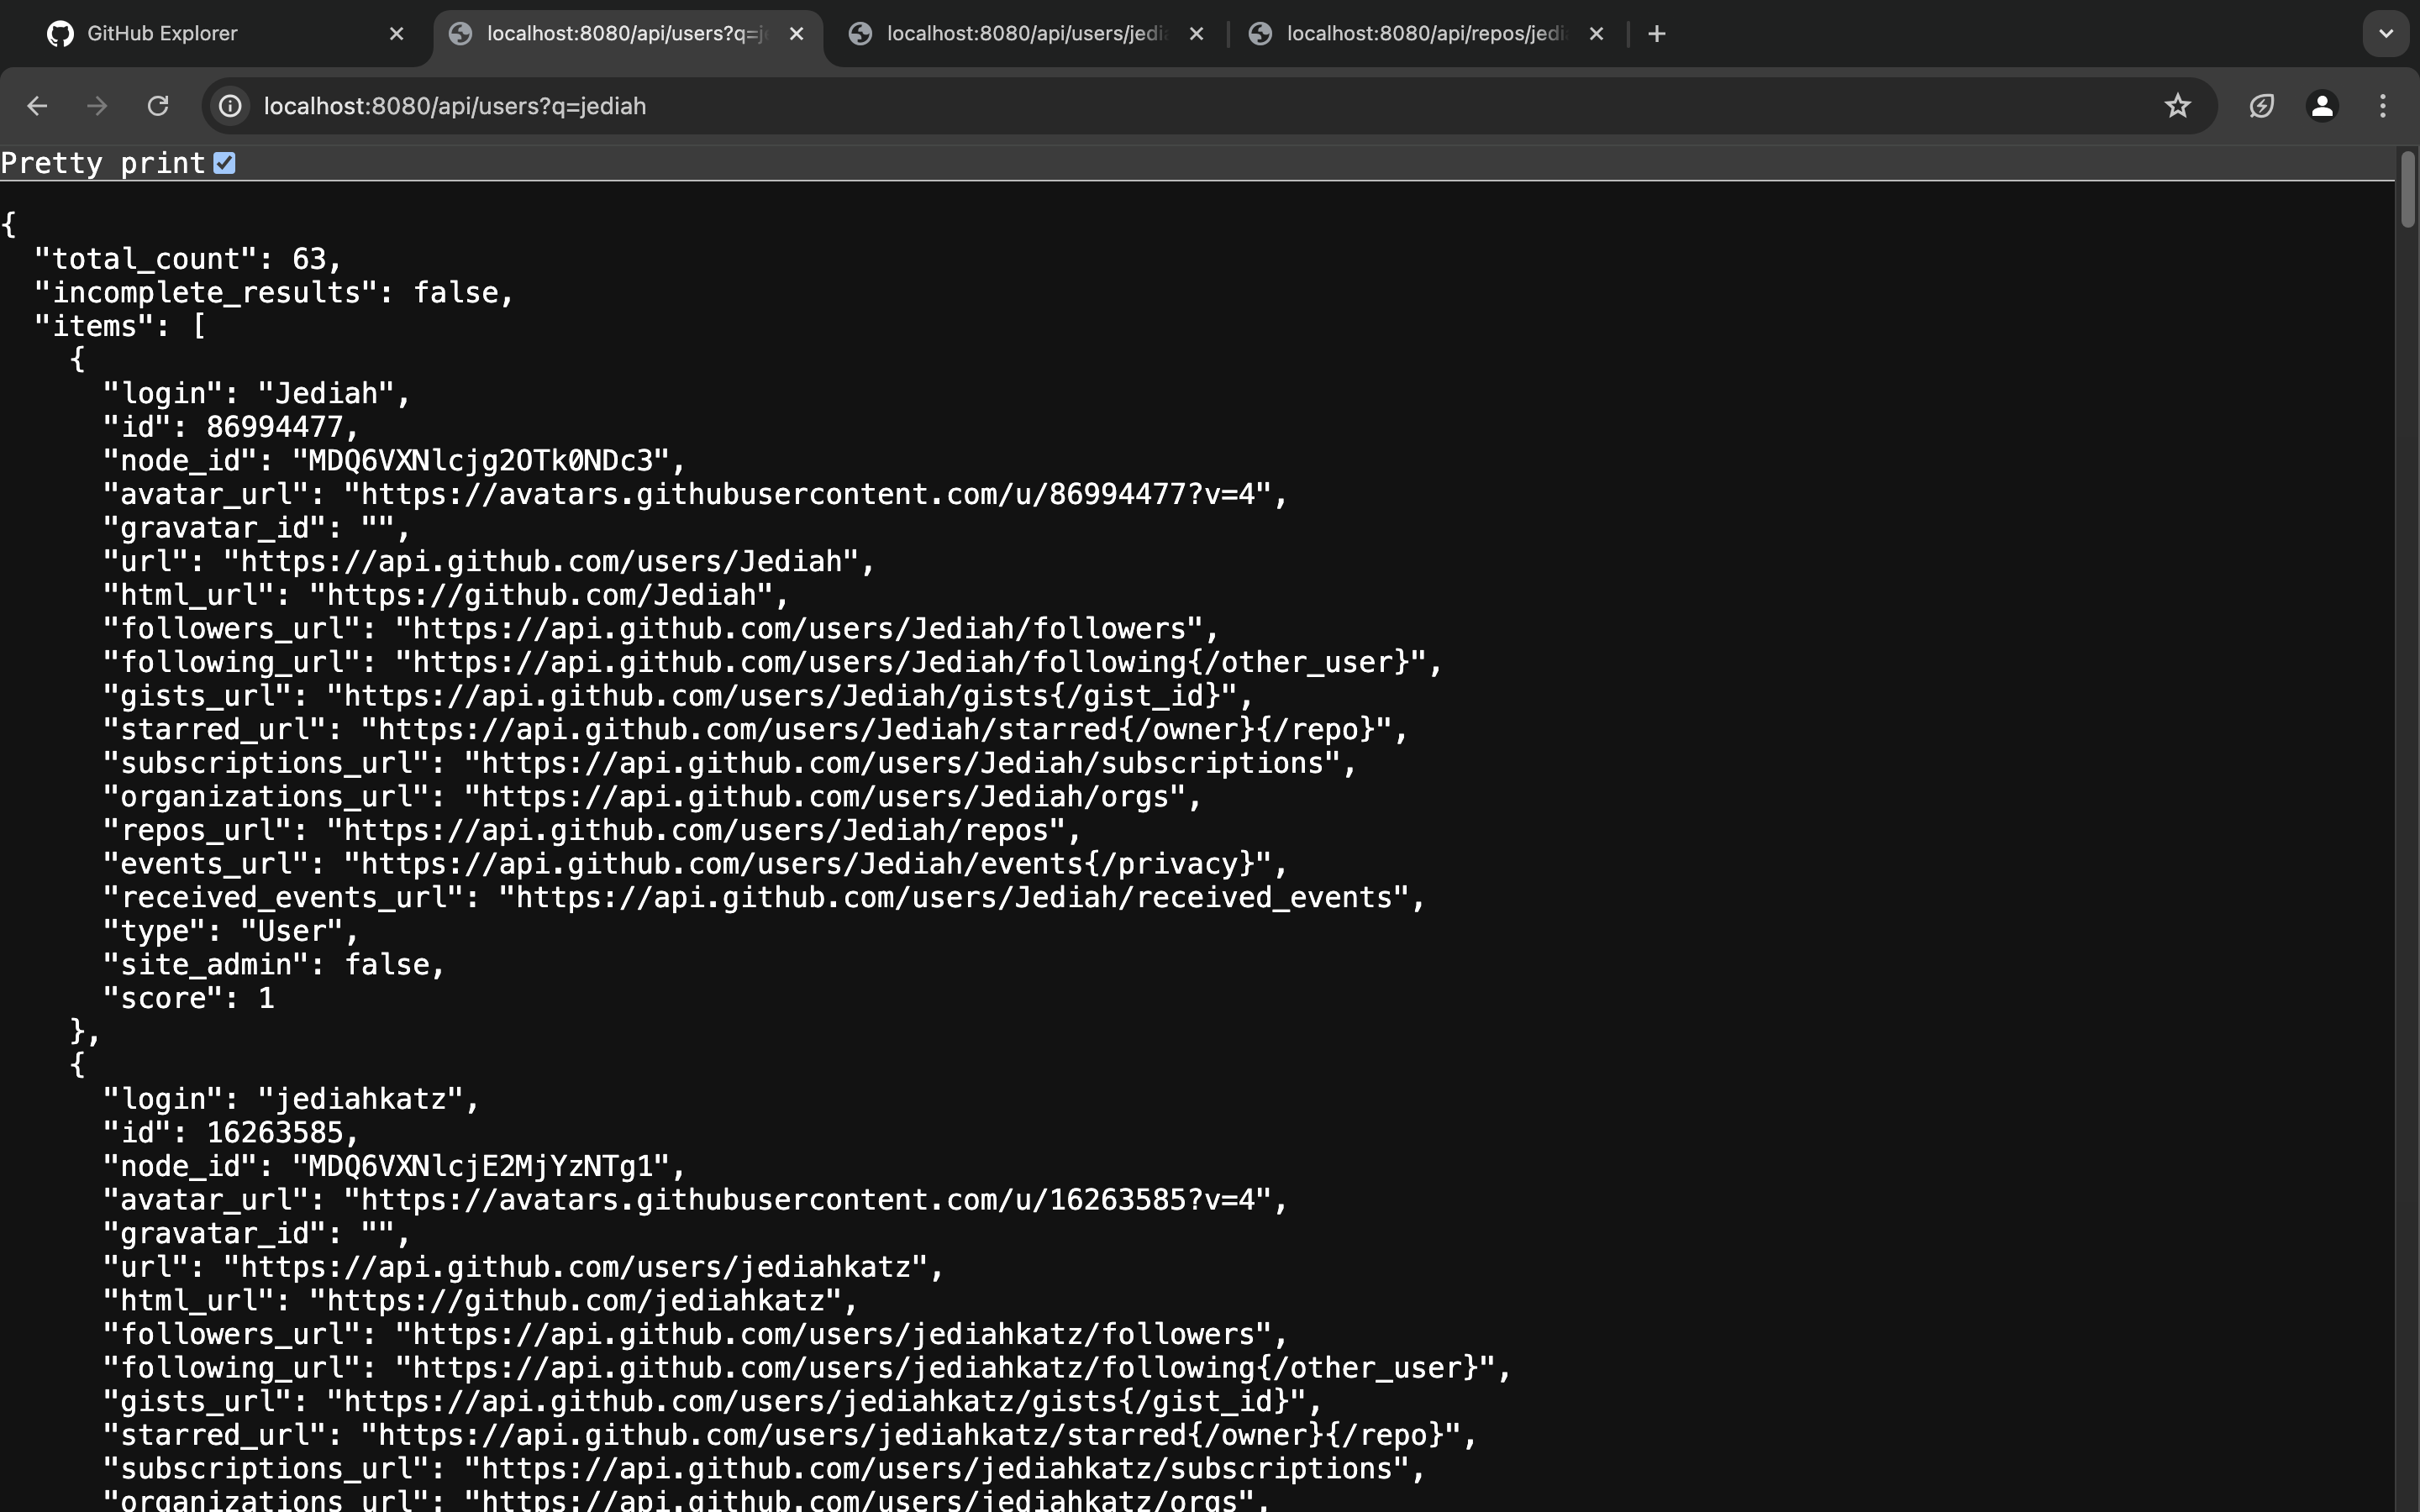 GitHub Explorer
localhost:8080/api/users?q=j
localhost:8080/api/users/jedi
localhost:8080/api/repos/jedi
localhost:8080/api/users?q=jediah
Pretty print
{
"total_count": 63,
"incomplete_results": false,
"items": [
{
"login": "Jediah",
"id": 86994477,
"node_id": "MDQ6VXNlcjg2OTk0NDc3",
"avatar_url": "https://avatars.githubusercontent.com/u/86994477?v=4",
"gravatar_id": "",
"url": "https://api.github.com/users/Jediah",
"html_url": "https://github.com/Jediah",
"followers_url": "https://api.github.com/users/Jediah/followers",
"following_url": "https://api.github.com/users/Jediah/following{/other_user}",
"gists_url": "https://api.github.com/users/Jediah/gists{/gist_id}",
"starred_url": "https://api.github.com/users/Jediah/starred{/owner}{/repo}",
"subscriptions_url": "https://api.github.com/users/Jediah/subscriptions",
"organizations_url": "https://api.github.com/users/Jediah/orgs",
"repos_url": "https://api.github.com/users/Jediah/repos",
"events_url": "https://api.github.com/users/Jediah/events{/privacy}",
"received_events_url": "https://api.github.com/users/Jediah/received_events",
"type": "User",
"site_admin": false,
"score": 1
},
{
"login": "jediahkatz",
"id": 16263585,
"node_id": "MDQ6VXNlcjE2MjYzNTg1",
"avatar_url": "https://avatars.githubusercontent.com/u/16263585?v=4",
"gravatar_id": "",
"url": "https://api.github.com/users/jediahkatz",
"html_url": "https://github.com/jediahkatz",
"followers_url": "https://api.github.com/users/jediahkatz/followers",
"following_url": "https://api.github.com/users/jediahkatz/following{/other_user}",
"gists_url": "https://api.github.com/users/jediahkatz/gists{/gist_id}",
"starred_url": "https://api.github.com/users/jediahkatz/starred{/owner}{/repo}",
"subscriptions_url": "https://api.github.com/users/jediahkatz/subscriptions",
"organizations_url": "https://api.github.com/users/jediahkatz/orgs",